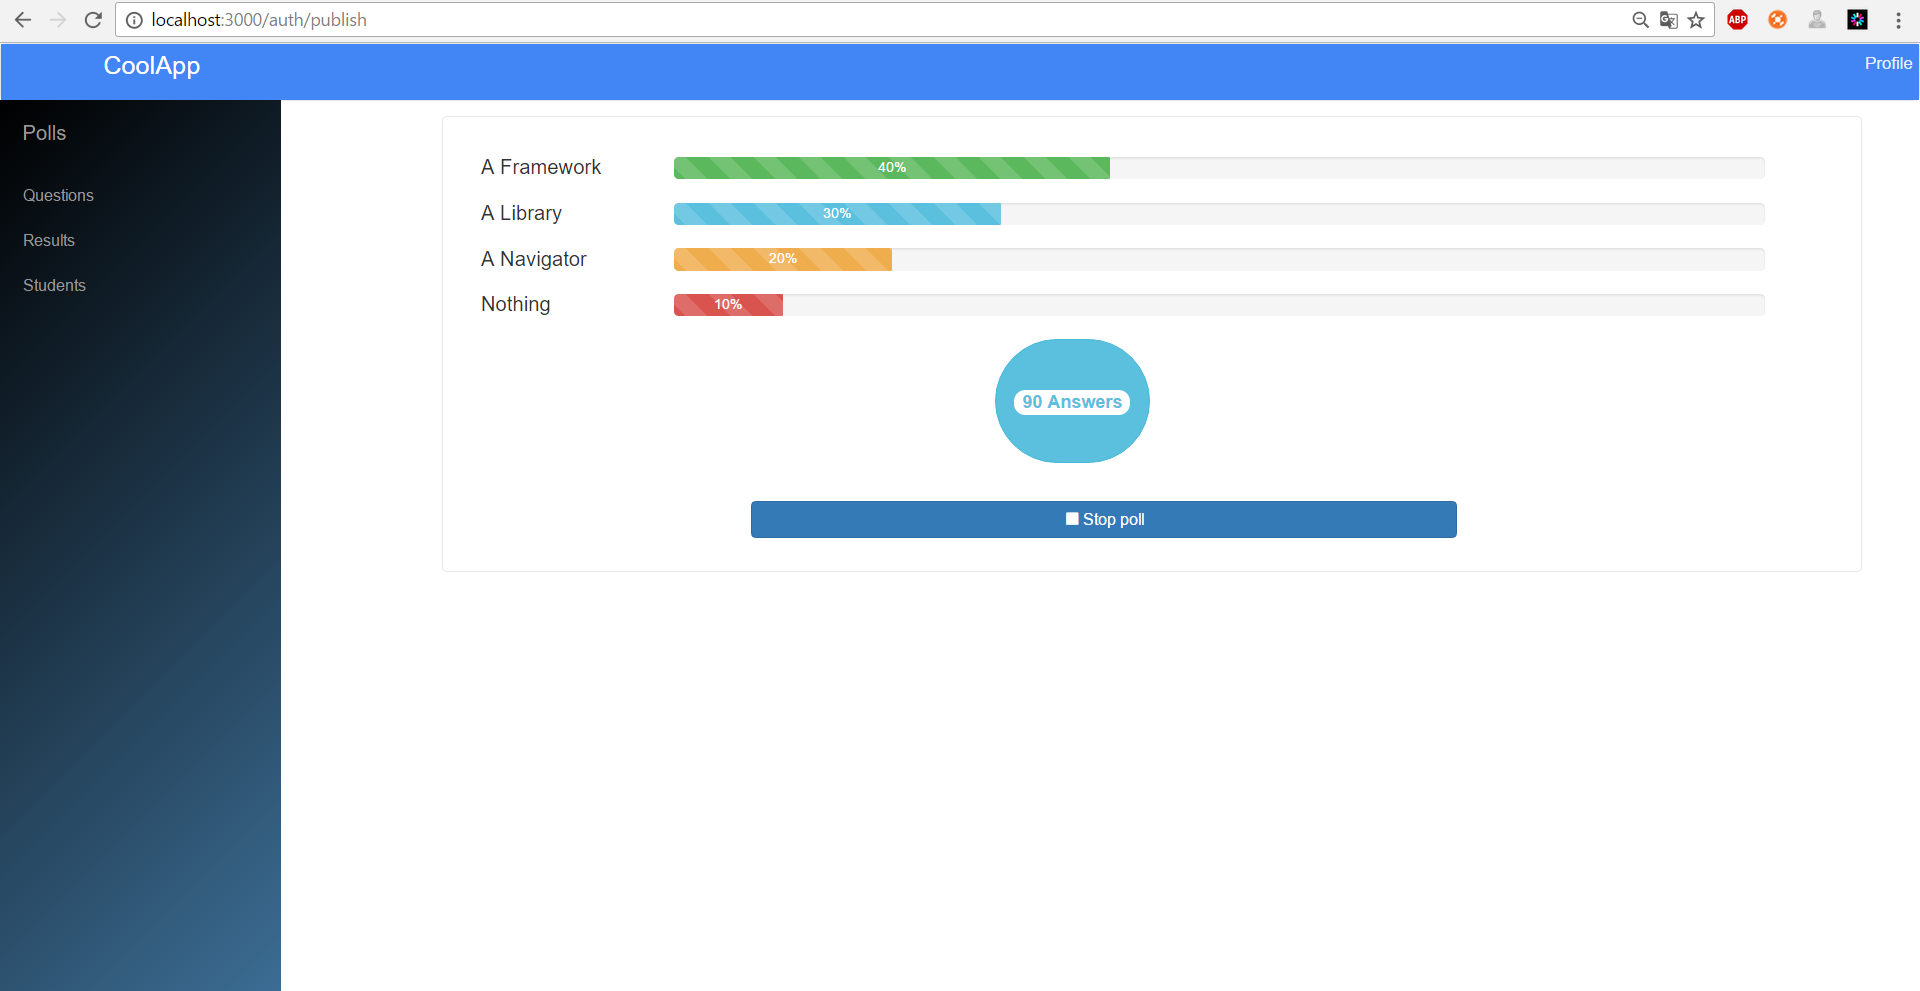 localhost:3000/auth/publish
ABP
CoolApp
Profile
Polls
Questions
Results
Students
A Framework
40%
A Library
30%
A Navigator
20%
Nothing
10%
90 Answers
Stop poll